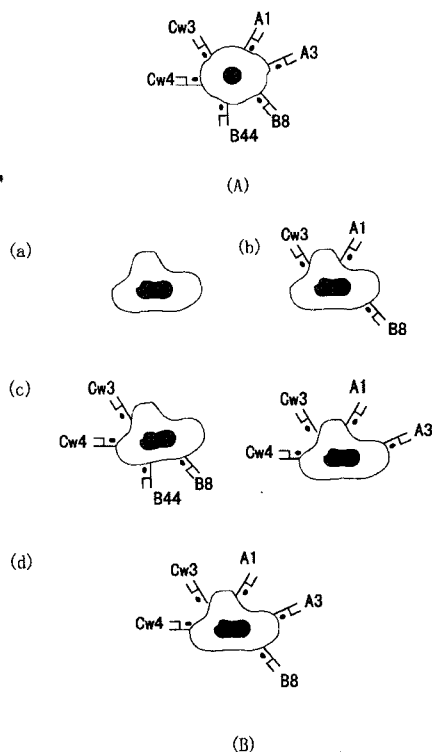 Cw3 A1
A3
Cw4
B8
B44
(A)
(a)
(b) Cw3 A1
B8
(c) Cw3
Cw4
B44 B8
Cw3 A1
A3
Cw4
(d) Cw3 A1
A3
Cw4
B8
(B)